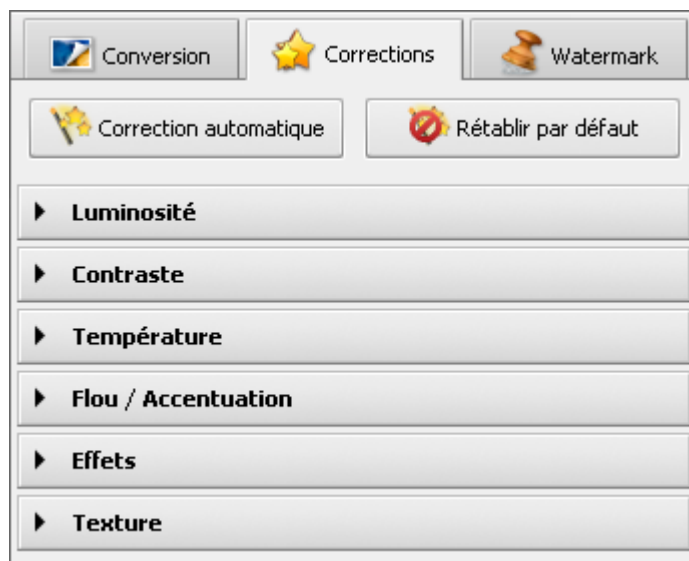 Conversion Corrections Watermark
Correction automatique Rétablir par défaut
Luminosité
Contraste
Température
Flou / Accentuation
Effets
Texture